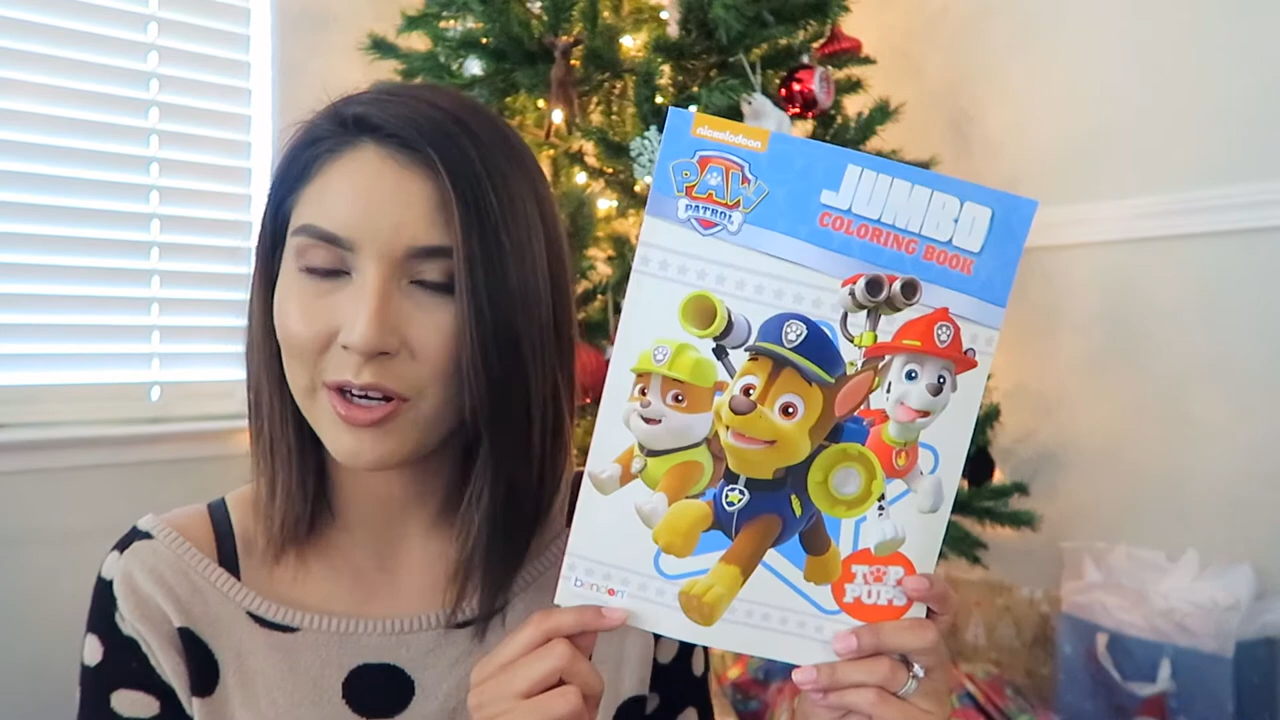 nickelodeon
PAW
PATROL
JUMBO
COLORING BOOK
bendon
TOP
PUPS